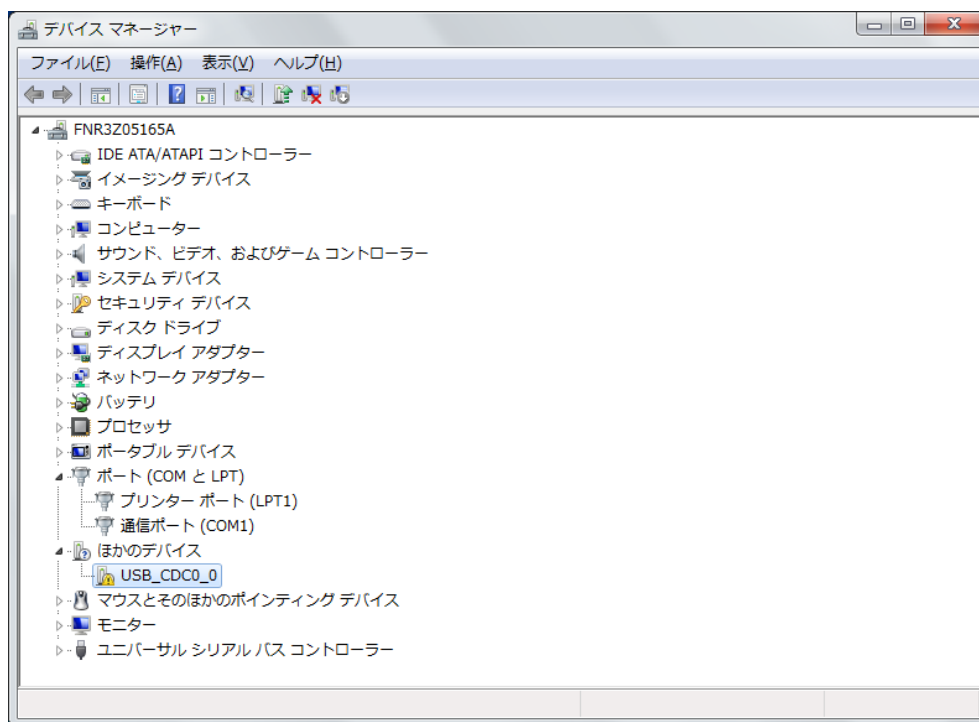 デバイス マネージャー
ファイル(F) 操作(A) 表示(V) ヘルプ(H)
FNR3Z05165A
IDE ATA/ATAPI コントローラー
イメージング デバイス
キーボード
コンピューター
サウンド、ビデオ、およびゲーム コントローラー
システム デバイス
セキュリティ デバイス
ディスク ドライブ
ディスプレイ アダプター
ネットワーク アダプター
バッテリ
プロセッサ
ポータブル デバイス
ポート (COM と LPT)
プリンター ポート (LPT1)
通信ポート (COM1)
ほかのデバイス
USB_CDC0_0
マウスとそのほかのポインティング デバイス
モニター
ユニバーサル シリアル バス コントローラー